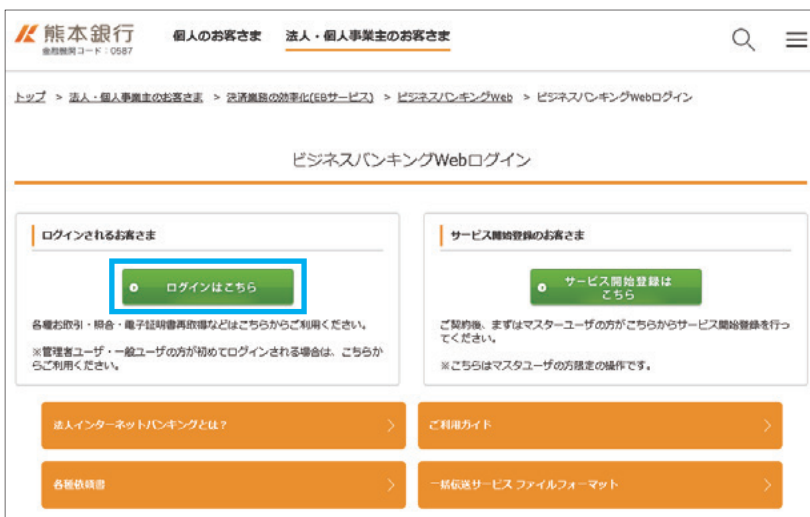 熊本銀行
金融機関コード：0587
個人のお客さま
法人・個人事業主のお客さま
トップ > 法人・個人事業主のお客さま > 決済業務の効率化(EBサービス) > ビジネスバンキングWeb > ビジネスバンキングWebログイン
ビジネスバンキングWebログイン
ログインされるお客さま
ログインはこちら
各種お取引・照会・電子証明書再取得などはこちらからご利用ください。
※管理者ユーザ・一般ユーザの方が初めてログインされる場合は、こちらか
らご利用ください。
サービス開始登録のお客さま
サービス開始登録は
こちら
ご契約後、まずはマスターユーザの方がこちらからサービス開始登録を行っ
てください。
※こちらはマスタユーザの方限定の操作です。
法人インターネットバンキングとは？
ご利用ガイド
各種依頼書
一括伝送サービス ファイルフォーマット